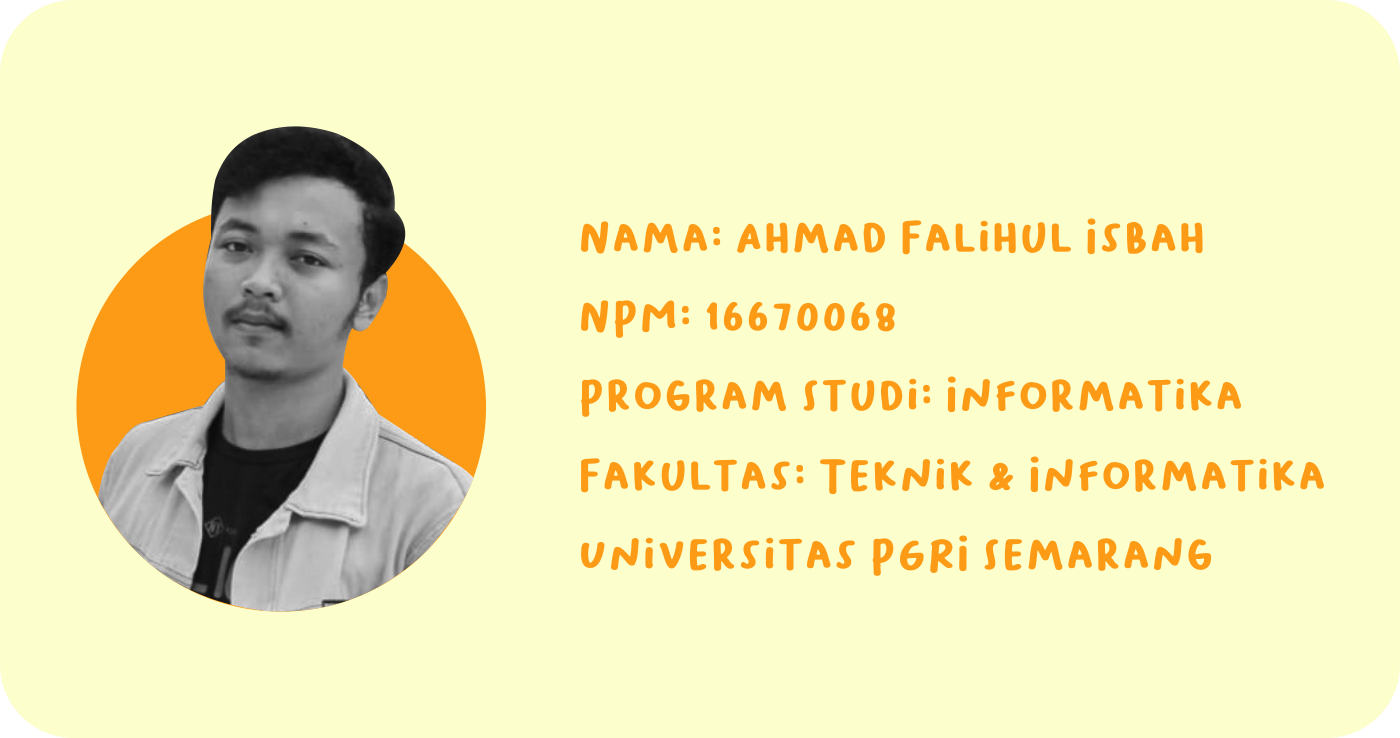 NAMA: AHMAD FALIHUL ISBAH
NPM: 16670068
PROGRAM STUDI: INFORMATIKA
FAKULTAS: TEKNIK & INFORMATIKA
UNIVERSITAS PGRI SEMARANG